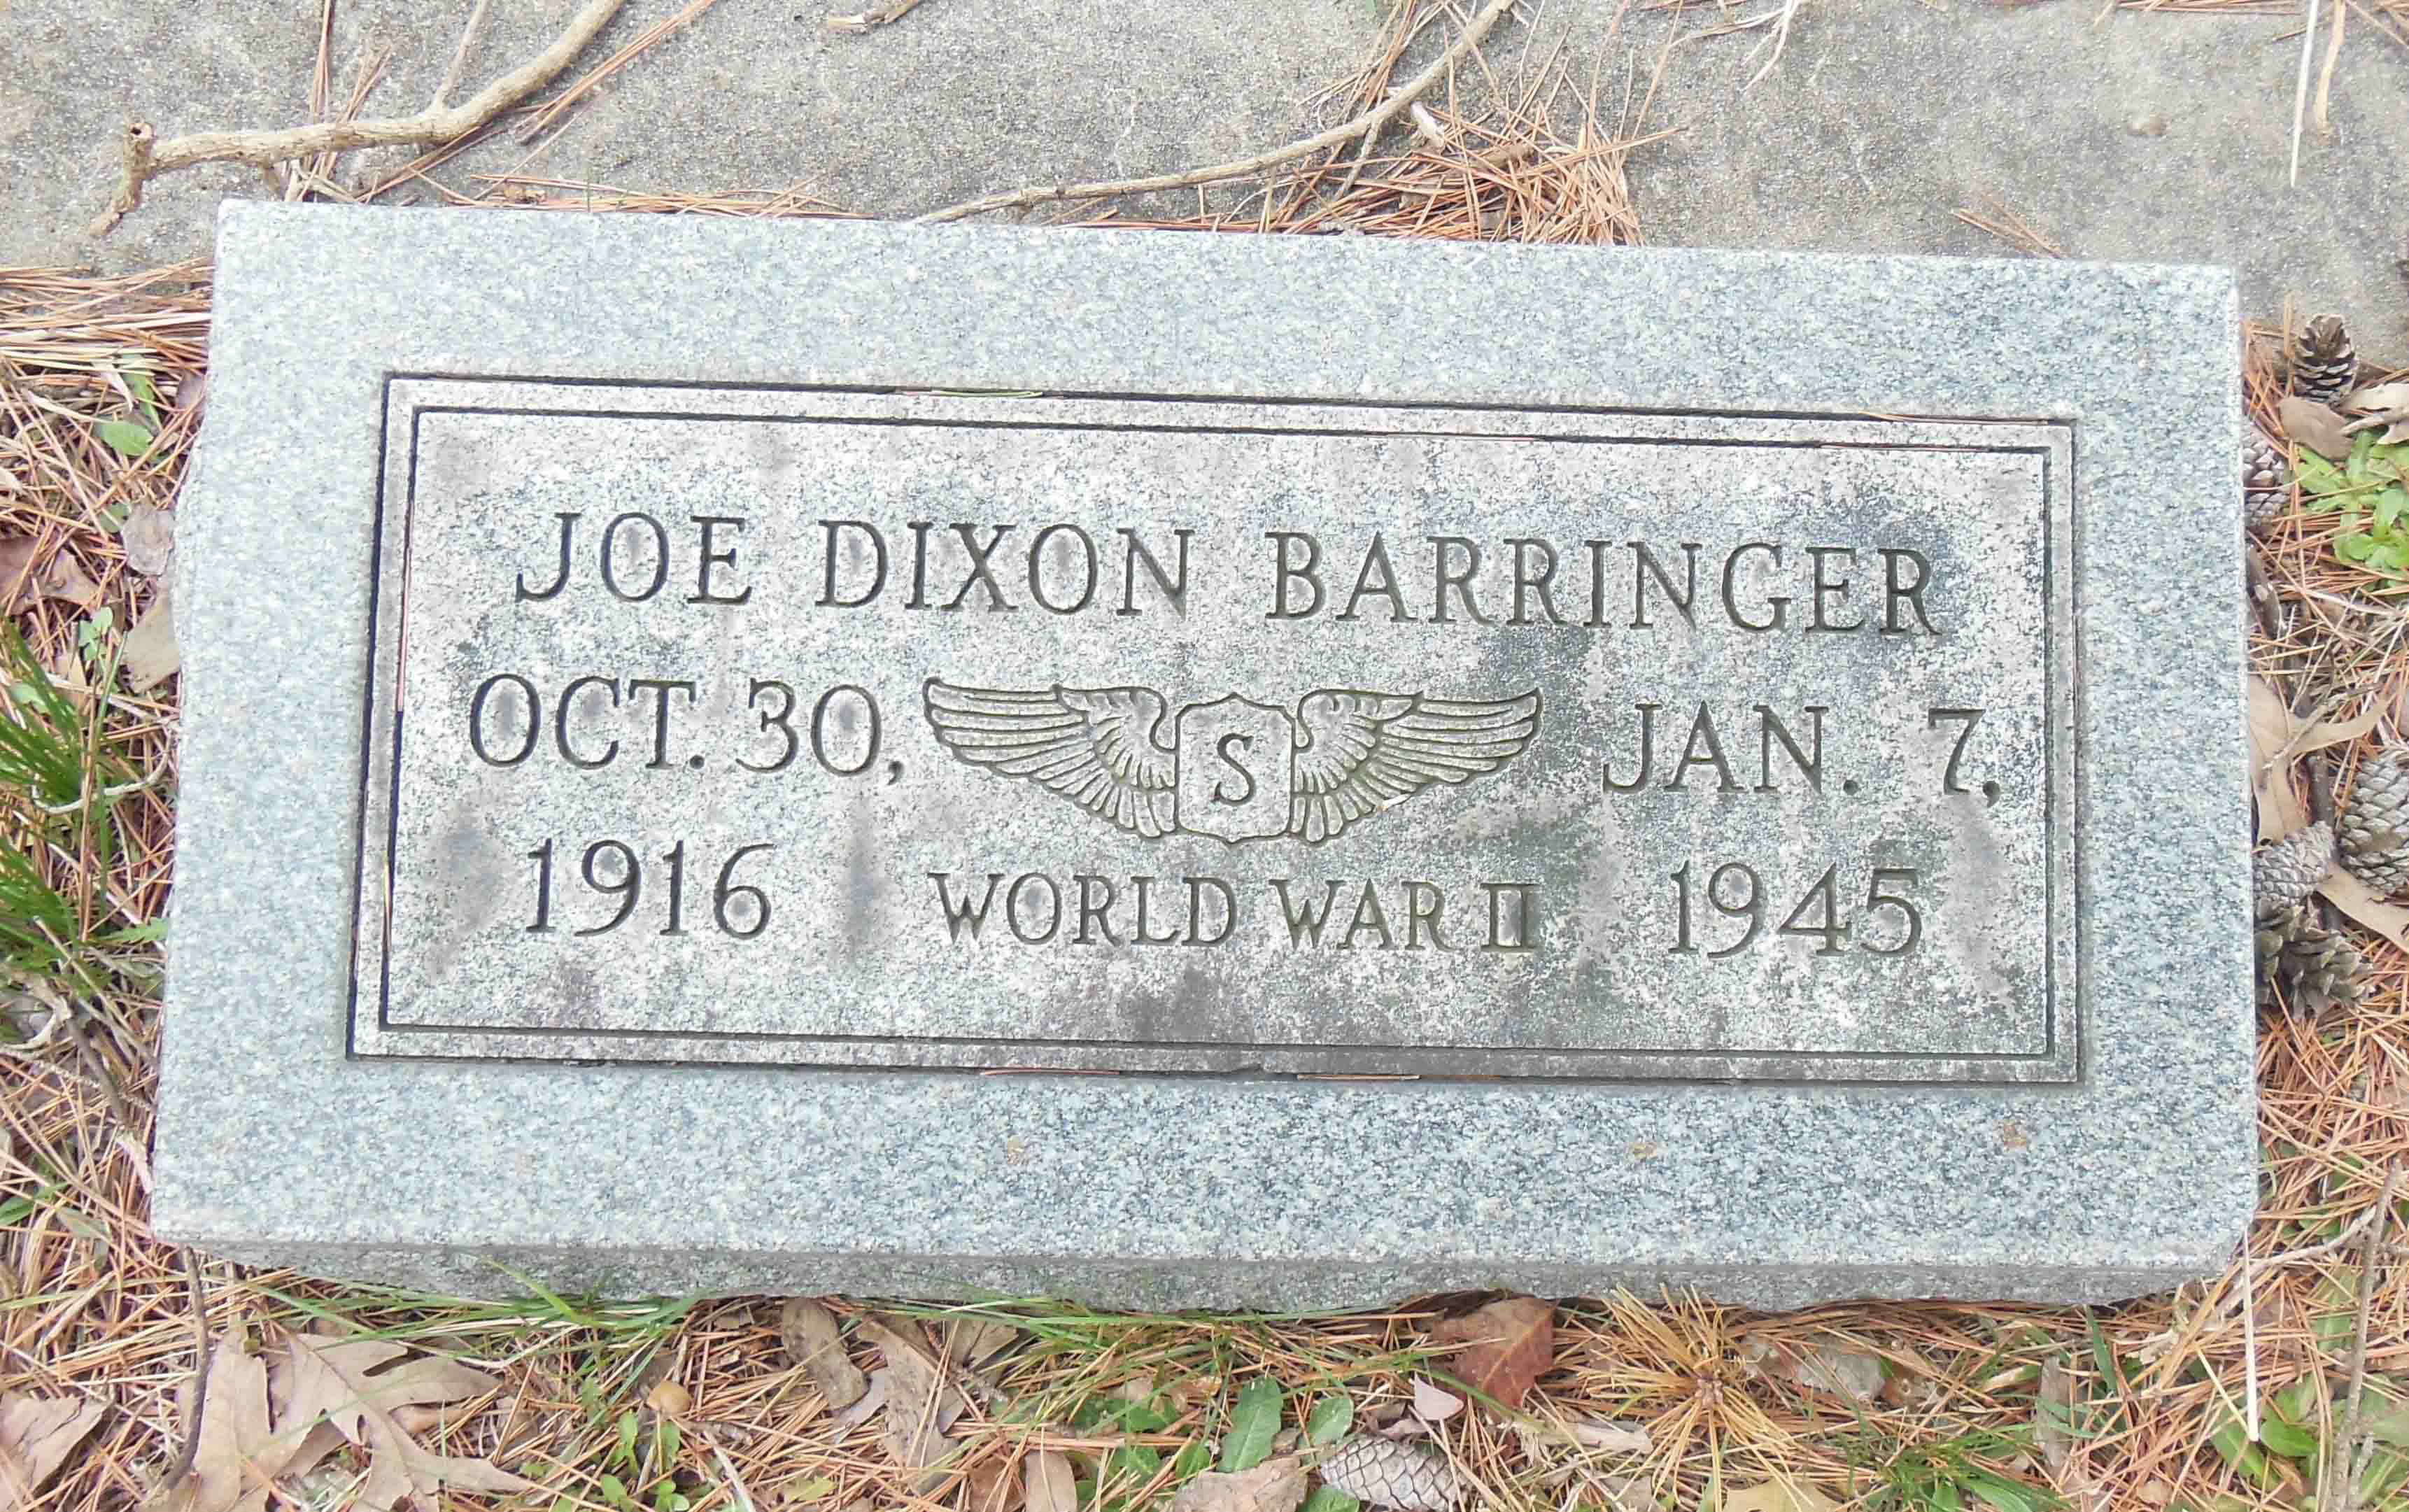 JOE DIXON BARRINGER
OCT. 30, S JAN. 7,
1916 WORLD WAR II 1945